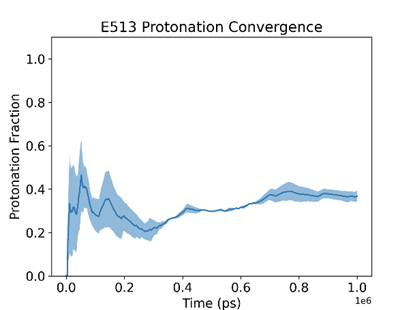 E513 Protonation Convergence
Protonation Fraction
1.0
0.8
0.6
0.4
0.2
0.0
0.0 0.2 0.4 0.6 0.8 1.0
1e6
Time (ps)